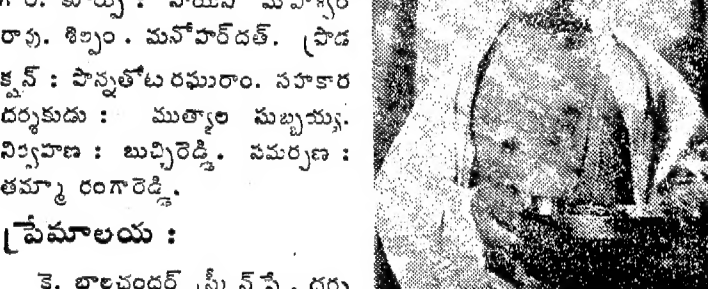 రావు. శిల్పం . మనోహర్‌దత్. ప్రొడ
క్షన్ : పొన్నతోట రఘురాం. సహకార
దర్శకుడు : ముత్యాల సుబ్బయ్య.
నిర్వహణ : బుచ్చిరెడ్డి. సమర్పణ :
తమ్మా రంగారెడ్డి.
ప్రేమాలయ :
కె. బాలచందర్ స్క్రీన్ ప్లే,